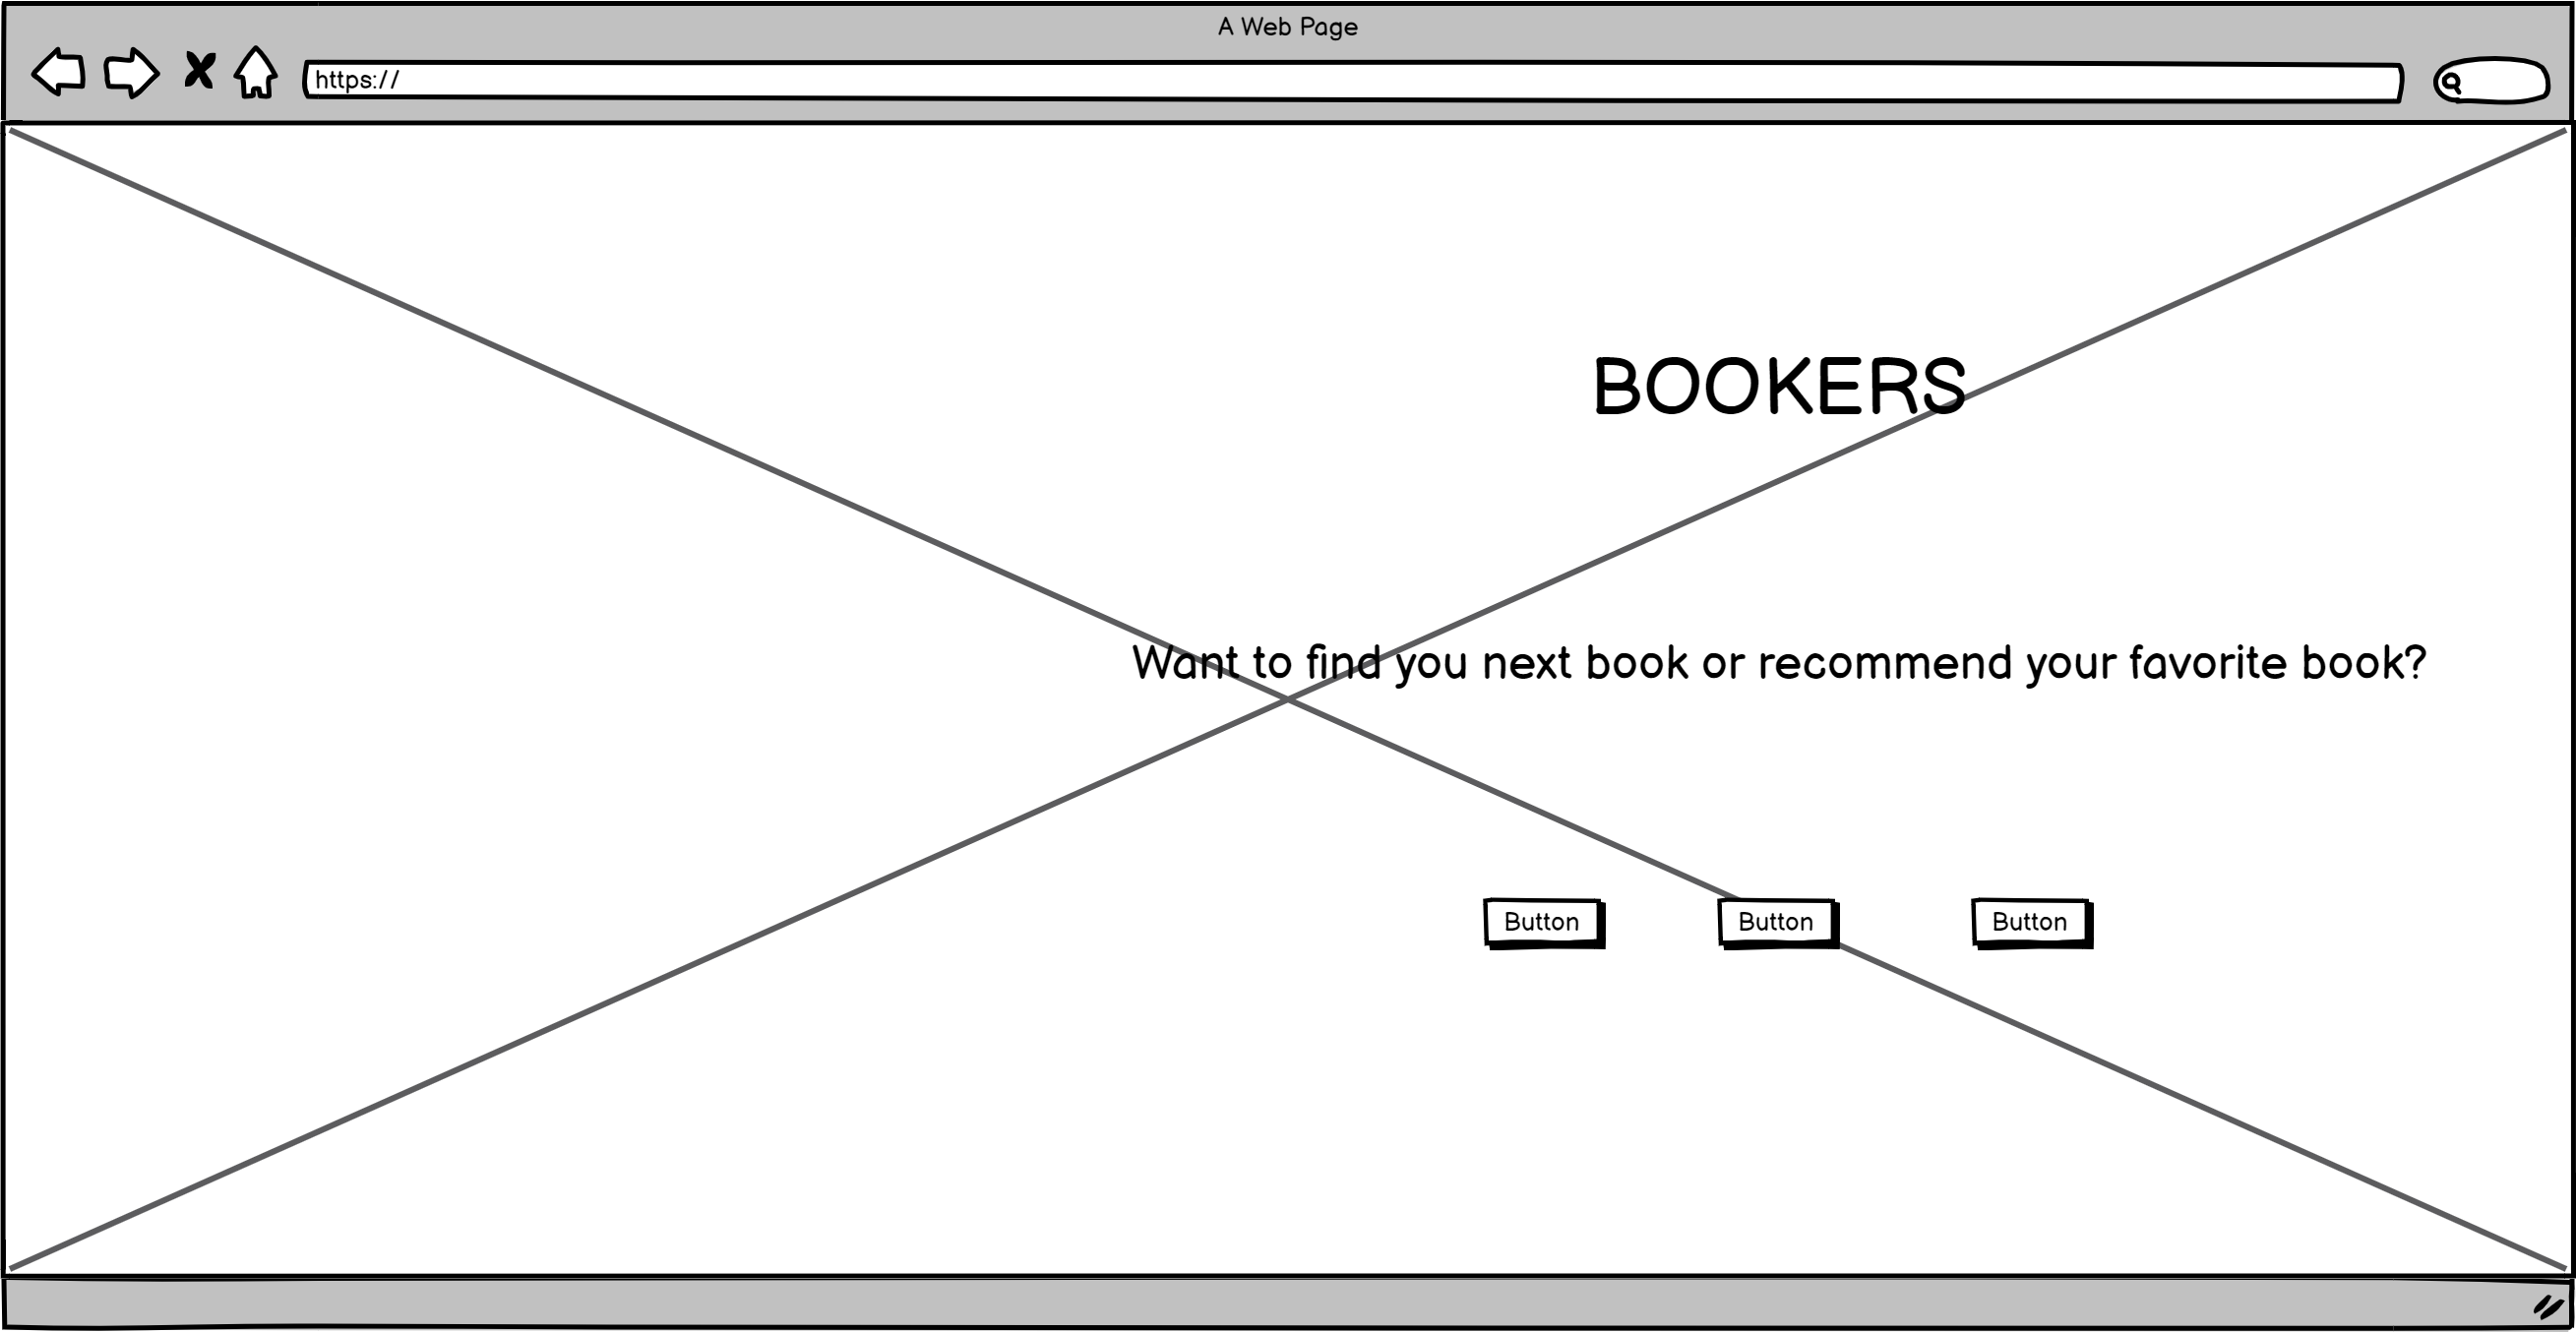 A Web Page
https://
BOOKERS
Want to find you next book or recommend your favorite book?
Button Button Button